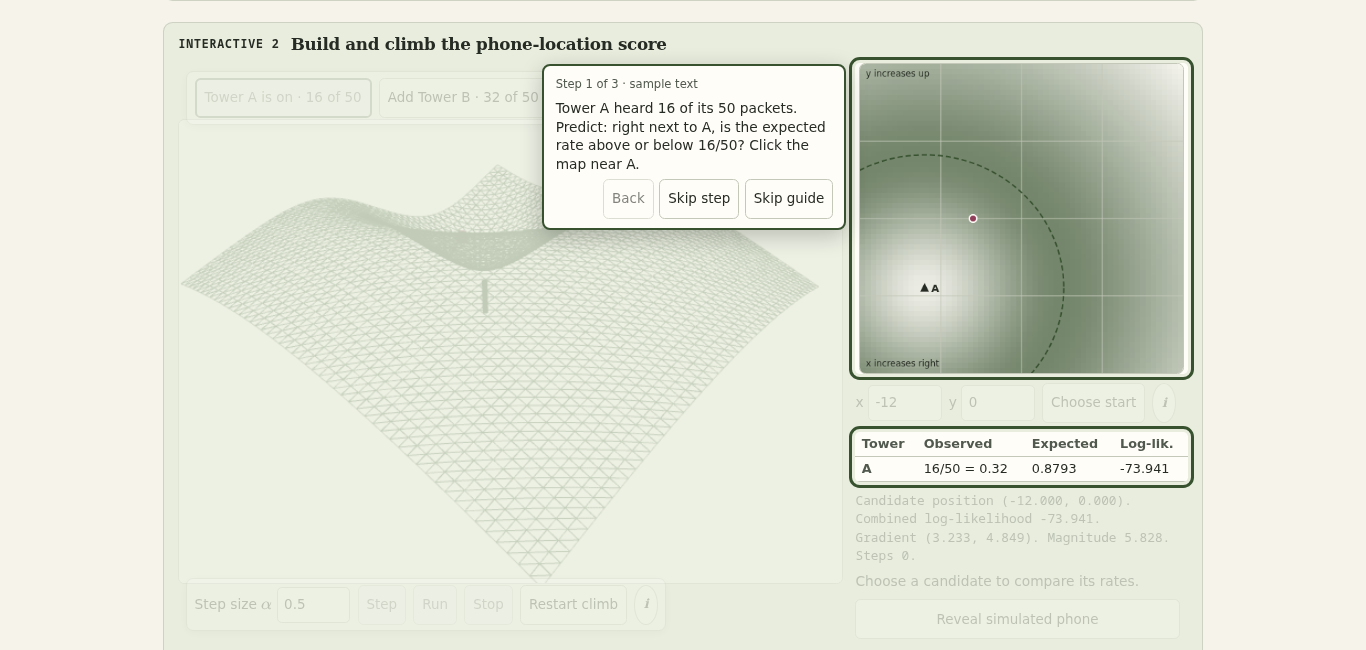 INTERACTIVE 2 Build and climb the phone-location score
Tower A is on · 16 of 50
Add Tower B · 32 of 50
Step 1 of 3 · sample text
Tower A heard 16 of its 50 packets.
Predict: right next to A, is the expected
rate above or below 16/50? Click the
map near A.
Back
Skip step
Skip guide
y increases up
A
x increases right
x -12 y 0 Choose start i
Tower Observed Expected Log-lik.
A 16/50 = 0.32 0.8793 -73.941
Candidate position (-12.000, 0.000).
Combined log-likelihood -73.941.
Gradient (3.233, 4.849). Magnitude 5.828.
Steps 0.
Choose a candidate to compare its rates.
Reveal simulated phone
Step size α 0.5 Step Run Stop Restart climb i